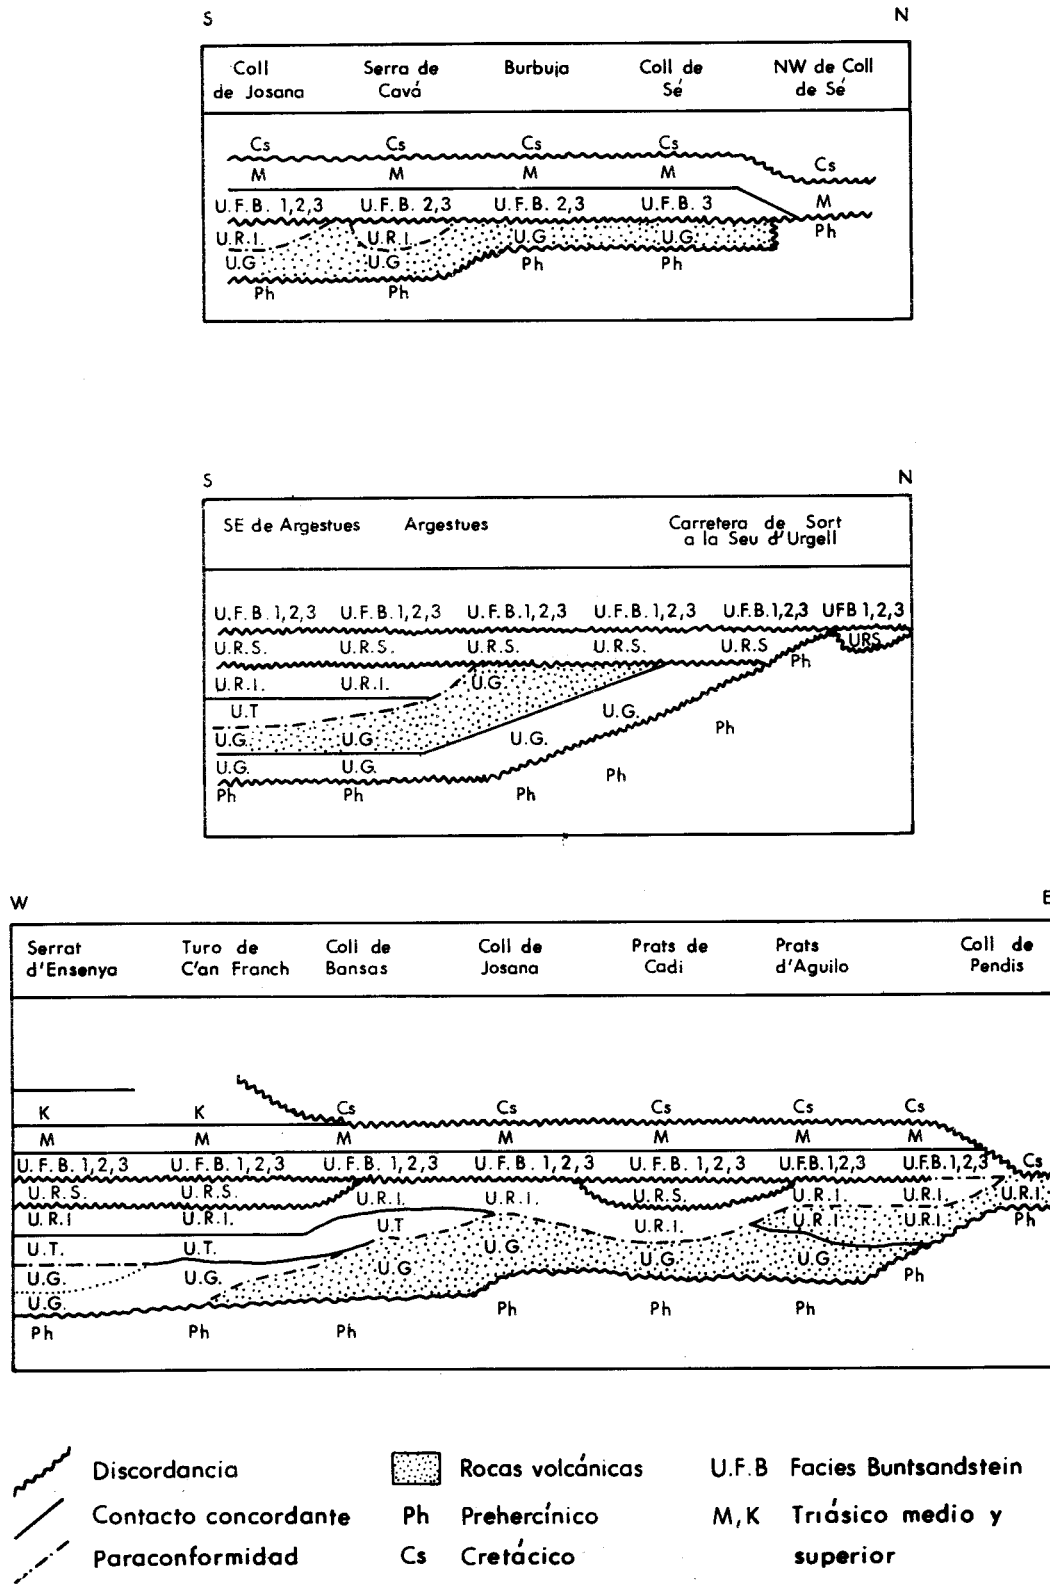 S N
Coll de Josana Serra de Cavá Burbuja Coll de Sé NW de Coll de Sé
Cs Cs Cs Cs Cs
M M M M M
U.F.B. 1,2,3 U.F.B. 2,3 U.F.B. 2,3 U.F.B. 3 Ph
U.R.I. U.R.I. U.G U.G
U.G U.G Ph Ph
Ph Ph
S N
SE de Argestues Argestues Carretera de Sort a la Seu d'Urgell
U.F.B. 1,2,3 U.F.B. 1,2,3 U.F.B. 1,2,3 U.F.B. 1,2,3 U.F.B. 1,2,3 UFB 1,2,3
U.R.S. U.R.S. U.R.S. U.R.S. U.R.S URS
Ph
U.R.I. U.R.I. U.G
U.T U.G.
U.G. U.G U.G. Ph
U.G. U.G. Ph
Ph Ph Ph
W E
Serrat d'Ensenya Turo de C'an Franch Coll de Bansas Coll de Josana Prats de Cadi Prats d'Aguilo Coll de Pendis
K K Cs Cs Cs Cs Cs
M M M M M M M
U.F.B. 1,2,3 U.F.B. 1,2,3 U.F.B. 1,2,3 U.F.B. 1,2,3 U.F.B. 1,2,3 U.F.B. 1,2,3 U.F.B. 1,2,3 Cs
U.R.S. U.R.S. U.R.I. U.R.I. U.R.S. U.R.I. U.R.I. U.R.I.
U.R.I U.R.I. U.T U.R.I. U.R.I U.R.I. Ph
U.T. U.T. U.G. U.G. U.G. U.G
U.G. U.G. Ph
U.G. Ph Ph Ph
Ph Ph Ph
Discordancia Rocas volcánicas U.F.B Facies Buntsandstein
Contacto concordante Ph Prehercínico M,K Triásico medio y
Paraconformidad Cs Cretácico superior